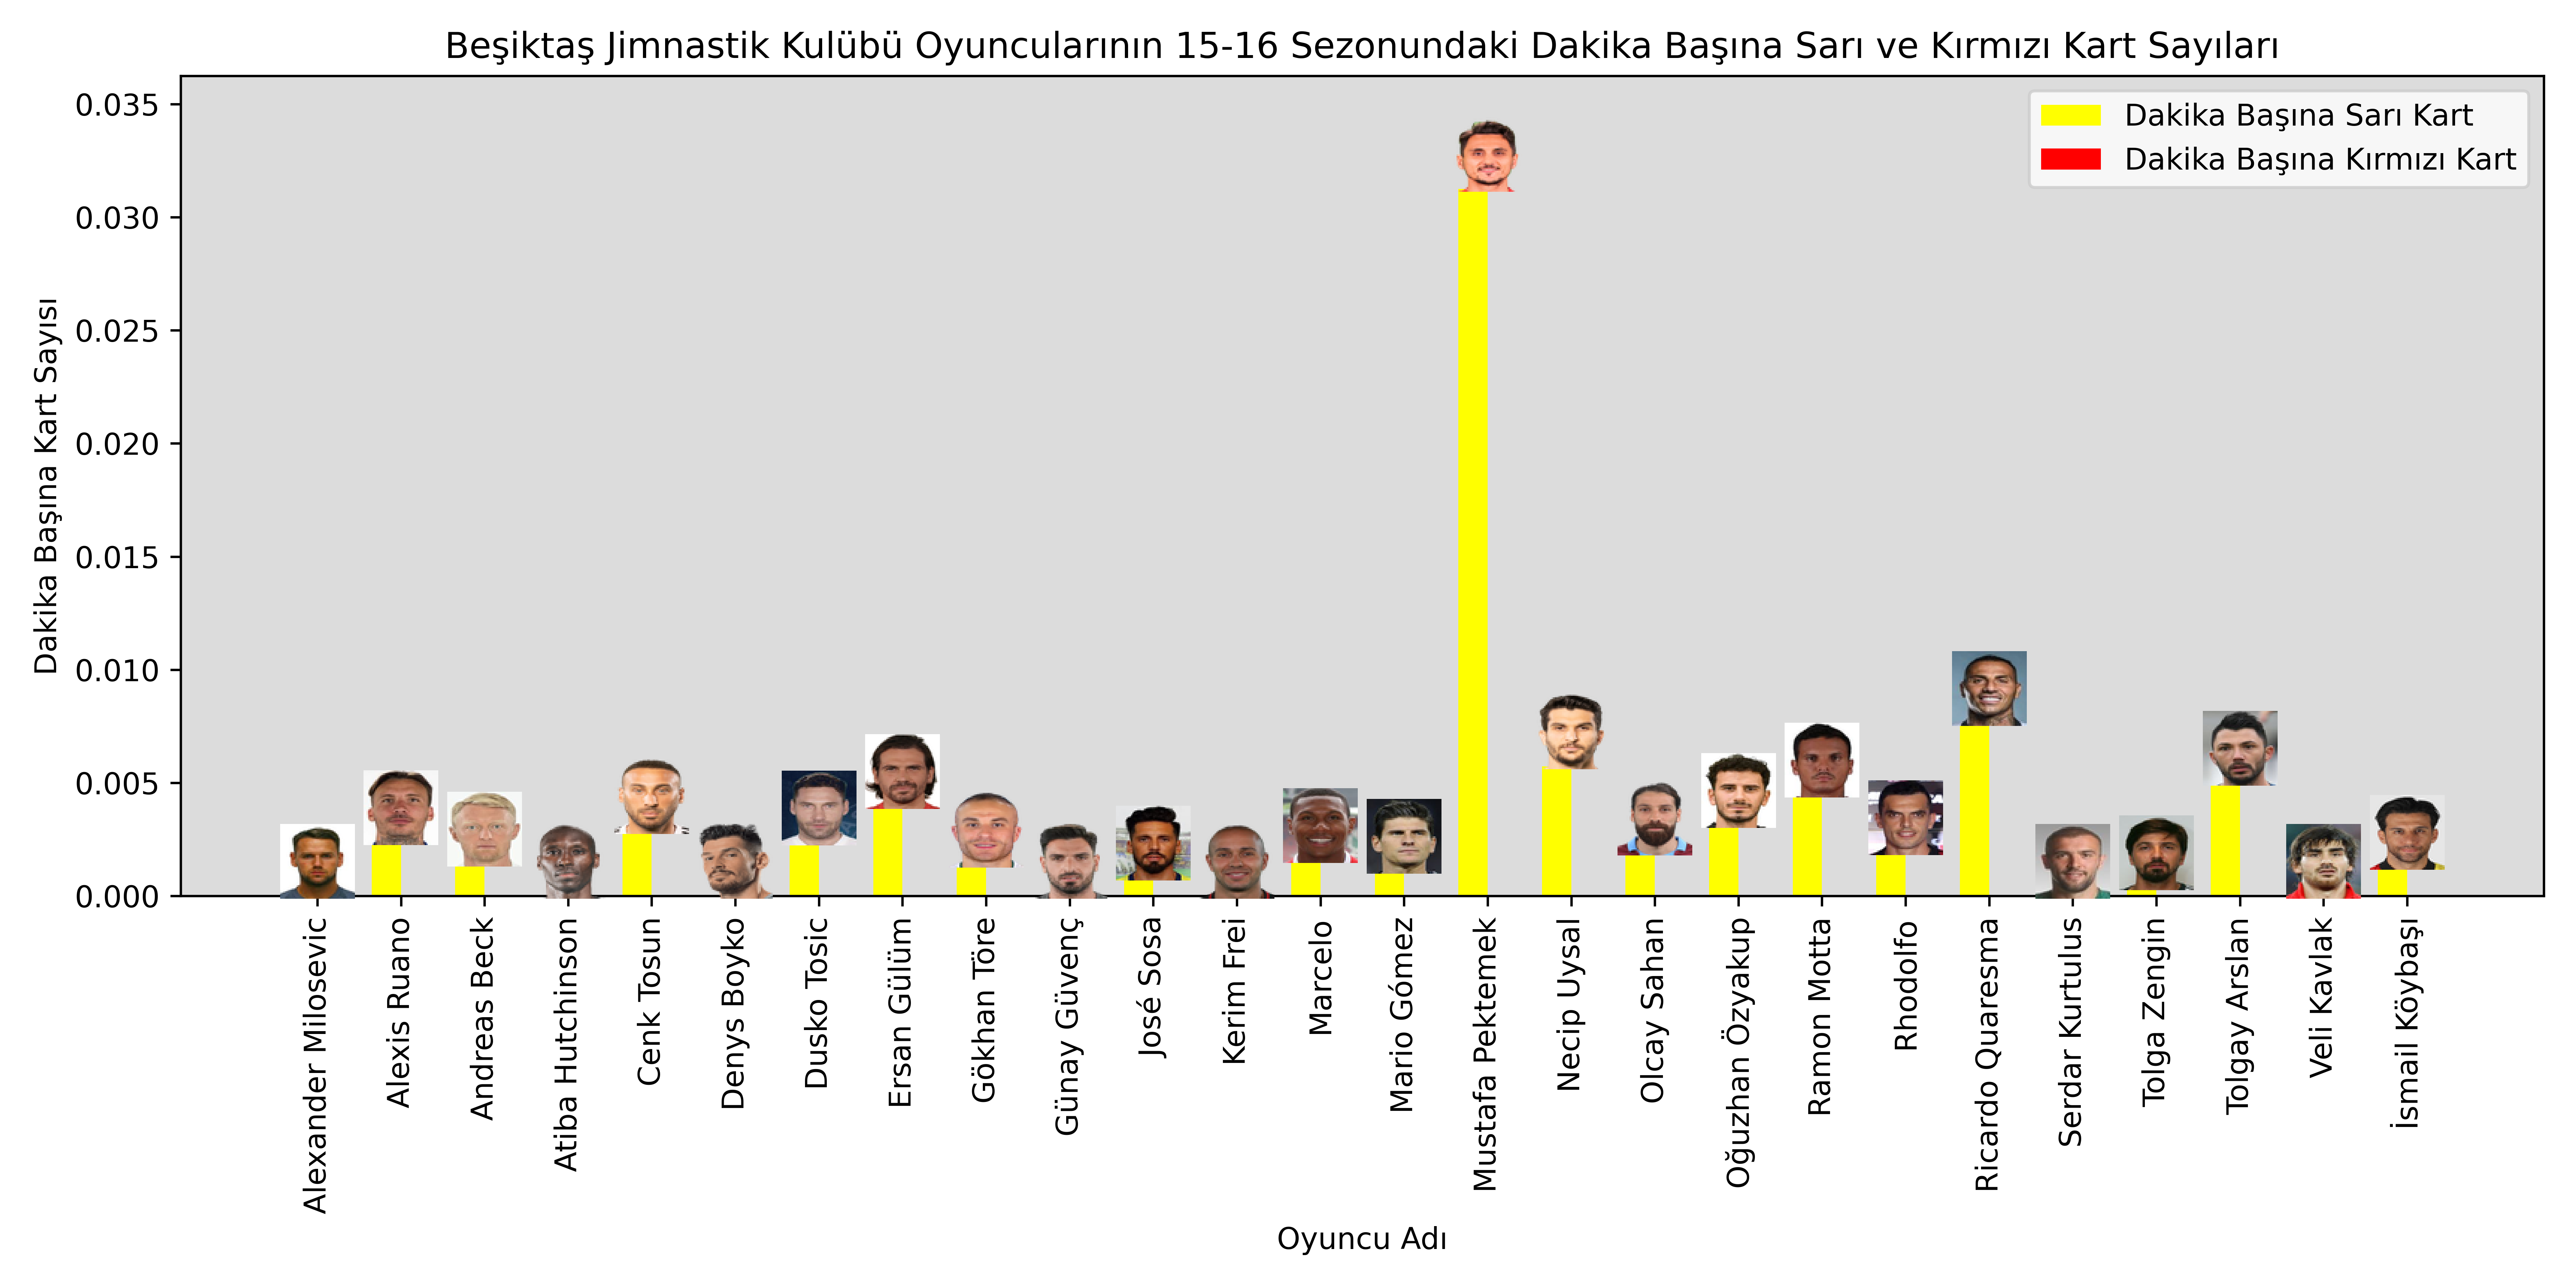 Beşiktaş Jimnastik Kulübü Oyuncularının 15-16 Sezonundaki Dakika Başına Sarı ve Kırmızı Kart Sayıları
Dakika Başına Sarı Kart
Dakika Başına Kırmızı Kart
Dakika Başına Kart Sayısı
0.035
0.030
0.025
0.020
0.015
0.010
0.005
0.000
Alexander Milosevic
Alexis Ruano
Andreas Beck
Atiba Hutchinson
Cenk Tosun
Denys Boyko
Dusko Tosic
Ersan Gülüm
Gökhan Töre
Günay Güvenç
José Sosa
Kerim Frei
Marcelo
Mario Gómez
Mustafa Pektemek
Necip Uysal
Olcay Sahan
Oğuzhan Özyakup
Ramon Motta
Rhodolfo
Ricardo Quaresma
Serdar Kurtulus
Tolga Zengin
Tolgay Arslan
Veli Kavlak
İsmail Köybaşı
Oyuncu Adı